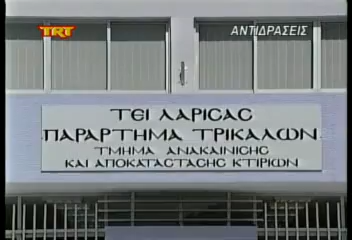 TRT
ΑΝΤΙΔΡΑΣΕΙΣ
ΤΕΙ ΛΑΡΙΣΑΣ
ΠΑΡΑΡΤΗΜΑ ΤΡΙΚΑΛΩΝ
ΤΜΗΜΑ ΑΝΑΚΑΙΝΙΣΗΣ
ΚΑΙ ΑΠΟΚΑΤΑΣΤΑΣΗΣ ΚΤΙΡΙΩΝ